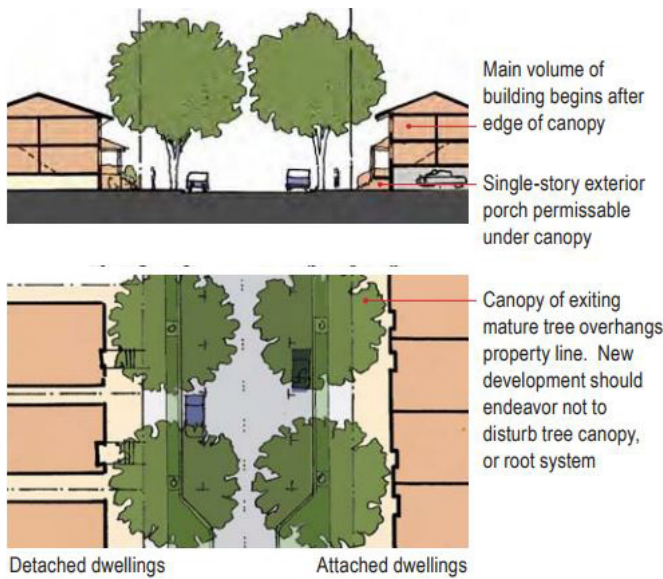 Main volume of
building begins after
edge of canopy
Single-story exterior
porch permissable
under canopy
Canopy of exiting
mature tree overhangs
property line. New
development should
endeavor not to
disturb tree canopy,
or root system
Detached dwellings
Attached dwellings